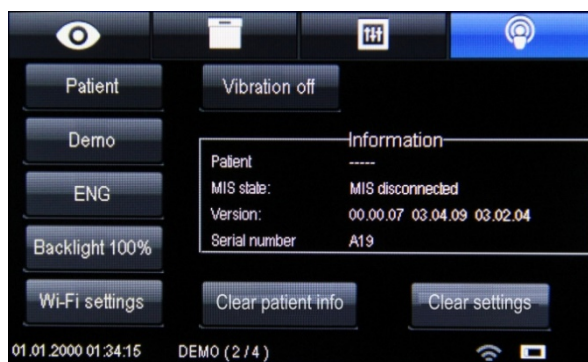 Patient
Vibration off
Demo
ENG
Backlight 100%
Wi-Fi settings
Information
Patient -----
MIS state: MIS disconnected
Version: 00.00.07 03.04.09 03.02.04
Serial number A19
Clear patient info
Clear settings
01.01.2000 01:34:15 DEMO ( 2 / 4 )